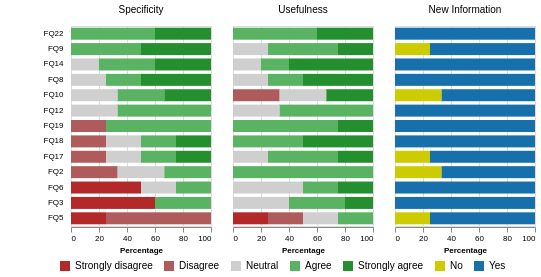 Specificity Usefulness New Information
FQ22
FQ9
FQ14
FQ8
FQ10
FQ12
FQ19
FQ18
FQ17
FQ2
FQ6
FQ3
FQ5
0 20 40 60 80 100 0 20 40 60 80 100 0 20 40 60 80 100
Percentage Percentage Percentage
Strongly disagree Disagree Neutral Agree Strongly agree No Yes